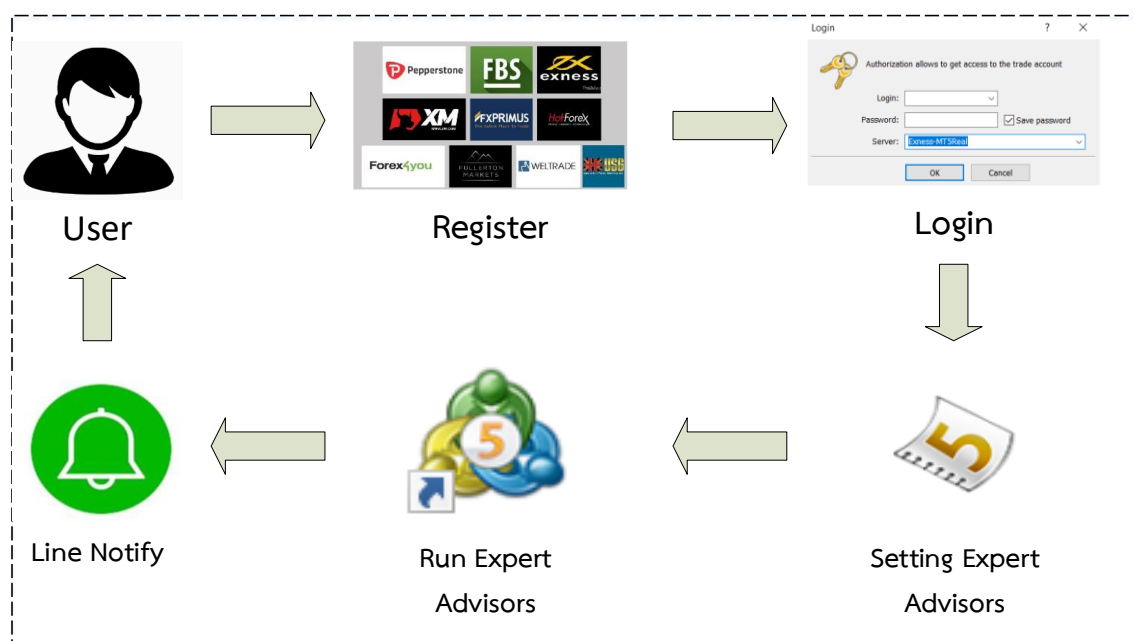 Pepperstone
FBS
exness
XM
FXPRIMUS
HotForex
Forex4you
FULLERTON
MARKETS
WELTRADE
USG
Login
? ×
Authorization allows to get access to the trade account
Login:
Password:
Save password
Server:
Exness-MT5Real
OK
Cancel
User
Register
Login
5
5
Line Notify
Run Expert
Advisors
Setting Expert
Advisors